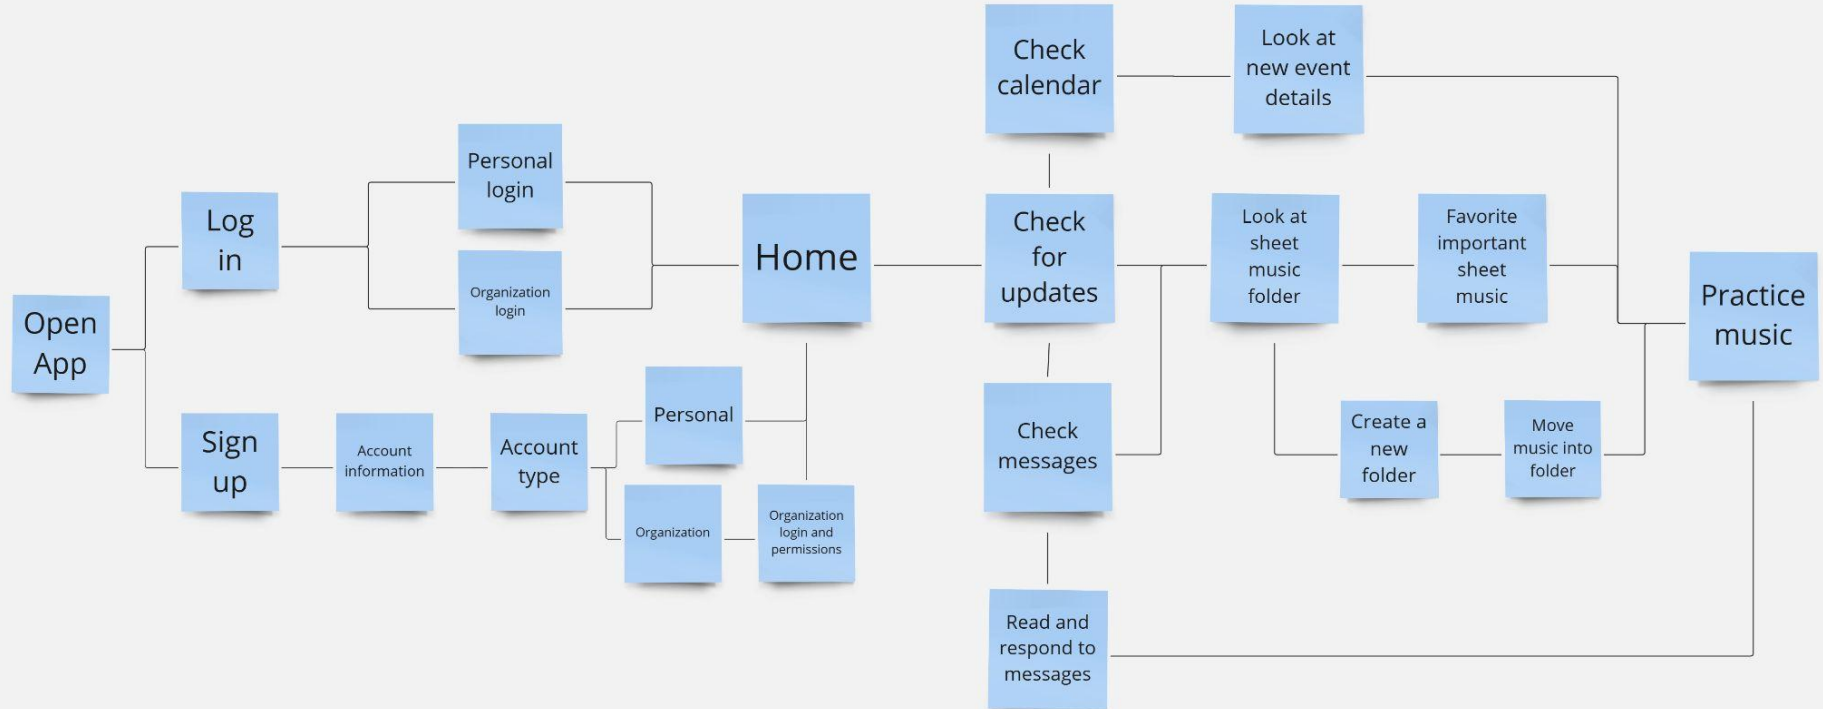 Open
App
Log
in
Sign
up
Personal
login
Organization
login
Account
information
Account
type
Personal
Organization
Organization
login and
permissions
Home
Check
calendar
Look at
new event
details
Check
for
updates
Look at
sheet
music
folder
Favorite
important
sheet
music
Check
messages
Create a
new
folder
Move
music into
folder
Read and
respond to
messages
Practice
music